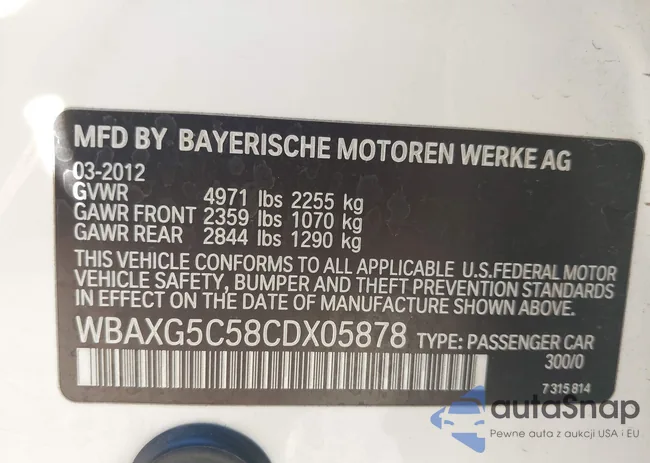 MFD BY BAYERISCHE MOTOREN WERKE AG
03-2012
GVWR 4971 lbs 2255 kg
GAWR FRONT 2359 lbs 1070 kg
GAWR REAR 2844 lbs 1290 kg
THIS VEHICLE CONFORMS TO ALL APPLICABLE U.S.FEDERAL MOTOR
VEHICLE SAFETY, BUMPER AND THEFT PREVENTION STANDARDS
IN EFFECT ON THE DATE OF MANUFACTURE SHOWN ABOVE.
WBAXG5C58CDX05878 TYPE: PASSENGER CAR
300/0
7 315 814
autoSnap
Pewne auta z aukcji USA i EU